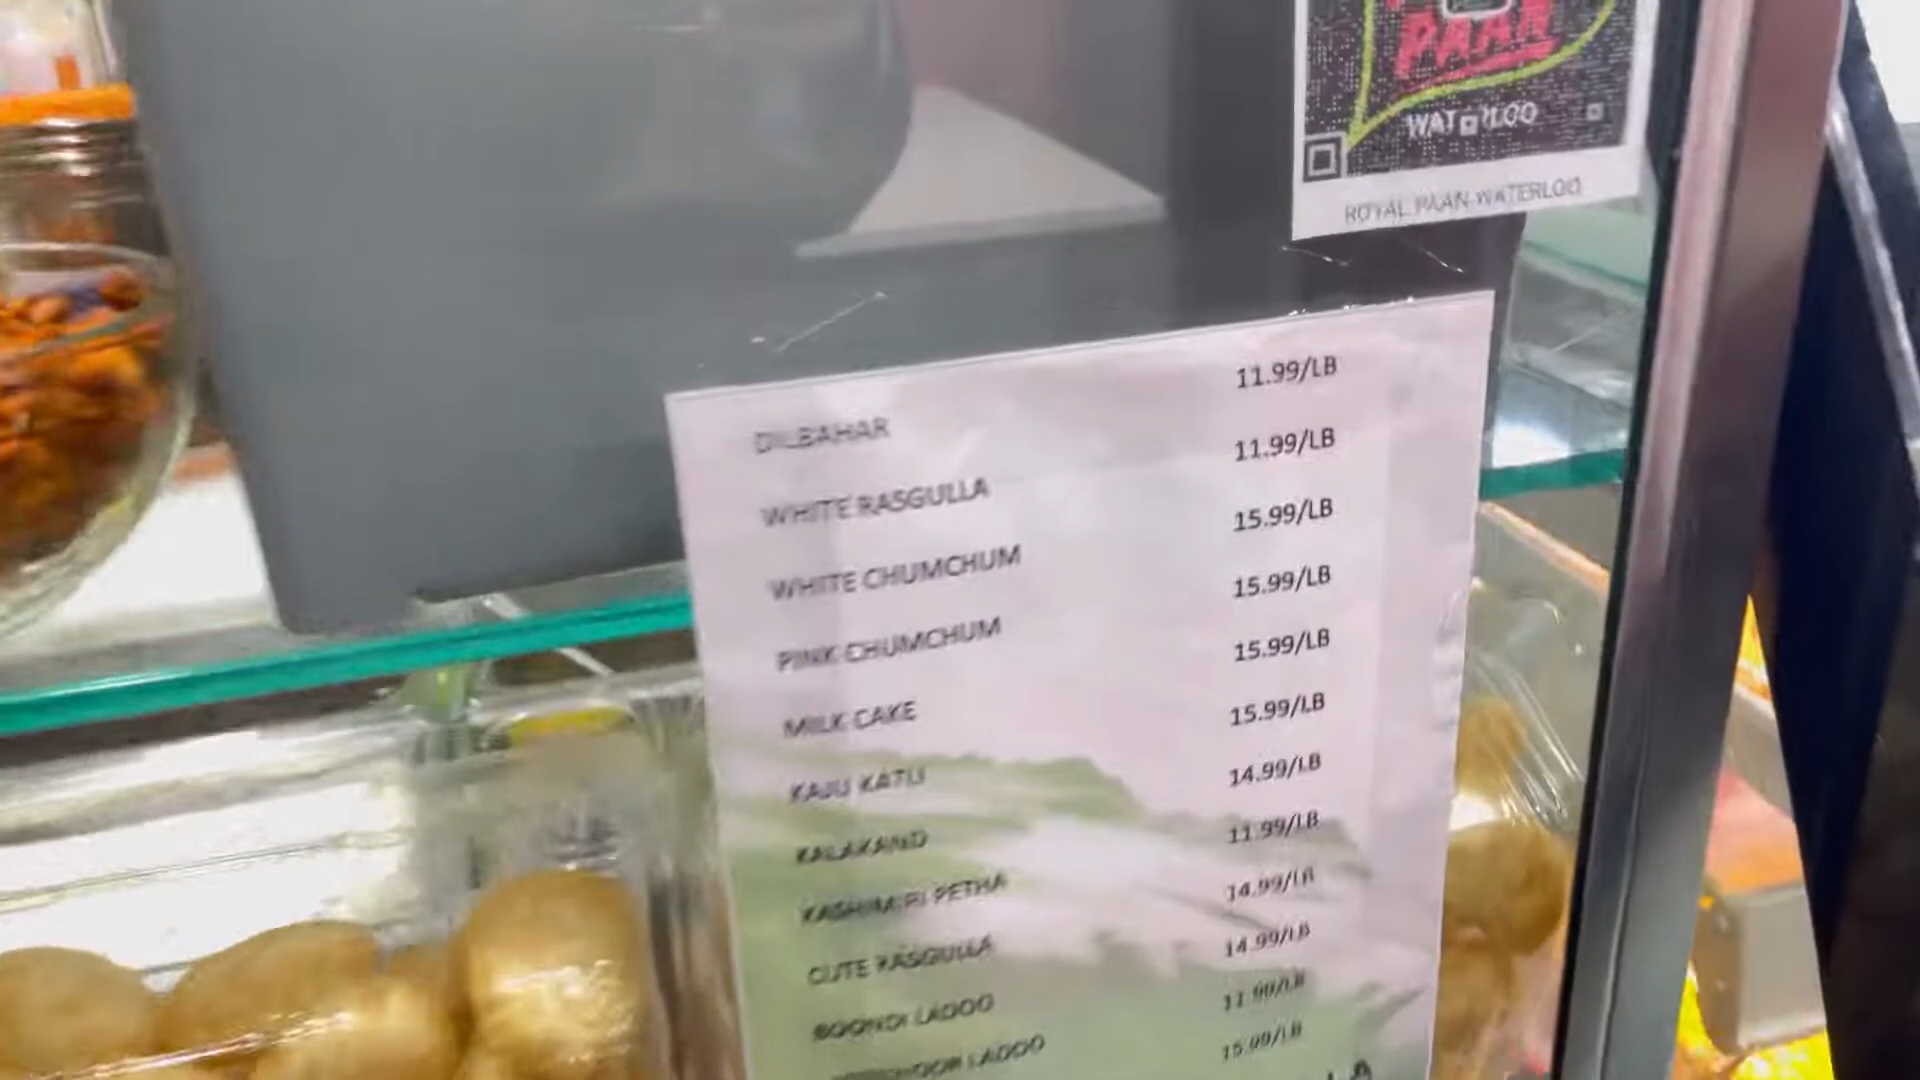 PAAN
WATERLOO
ROYAL PAAN WATERLOO
DILBAHAR 11.99/LB
WHITE RASGULLA 11.99/LB
WHITE CHUMCHUM 15.99/LB
PINK CHUMCHUM 15.99/LB
MILK CAKE 15.99/LB
KAJU KATLI 15.99/LB
KALAKAND 14.99/LB
KASHMIRI PETHA 11.99/LB
CUTE RASGULLA 14.99/LB
BOONDI LADOO 14.99/LB
LADOO 11.99/LB
15.99/LB